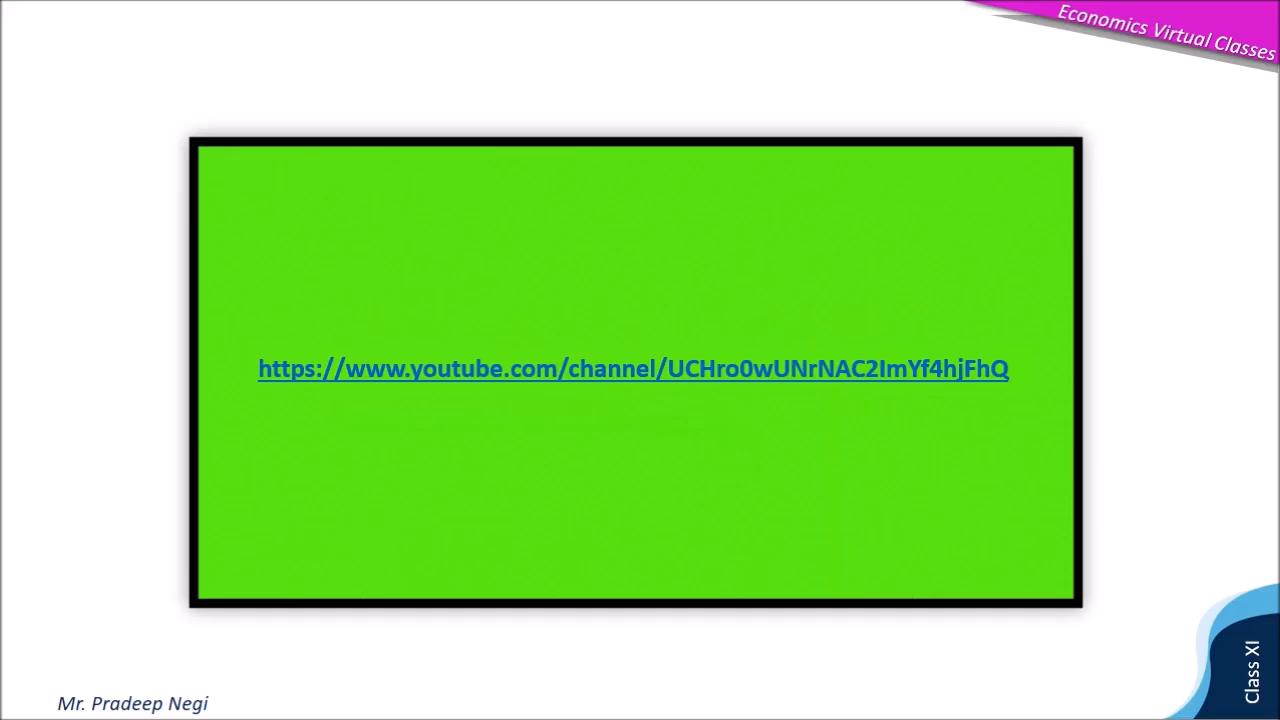 Economics Virtual Classes
https://www.youtube.com/channel/UCHro0wUNrNAC2ImYf4hjFhQ
Class XI
Mr. Pradeep Negi